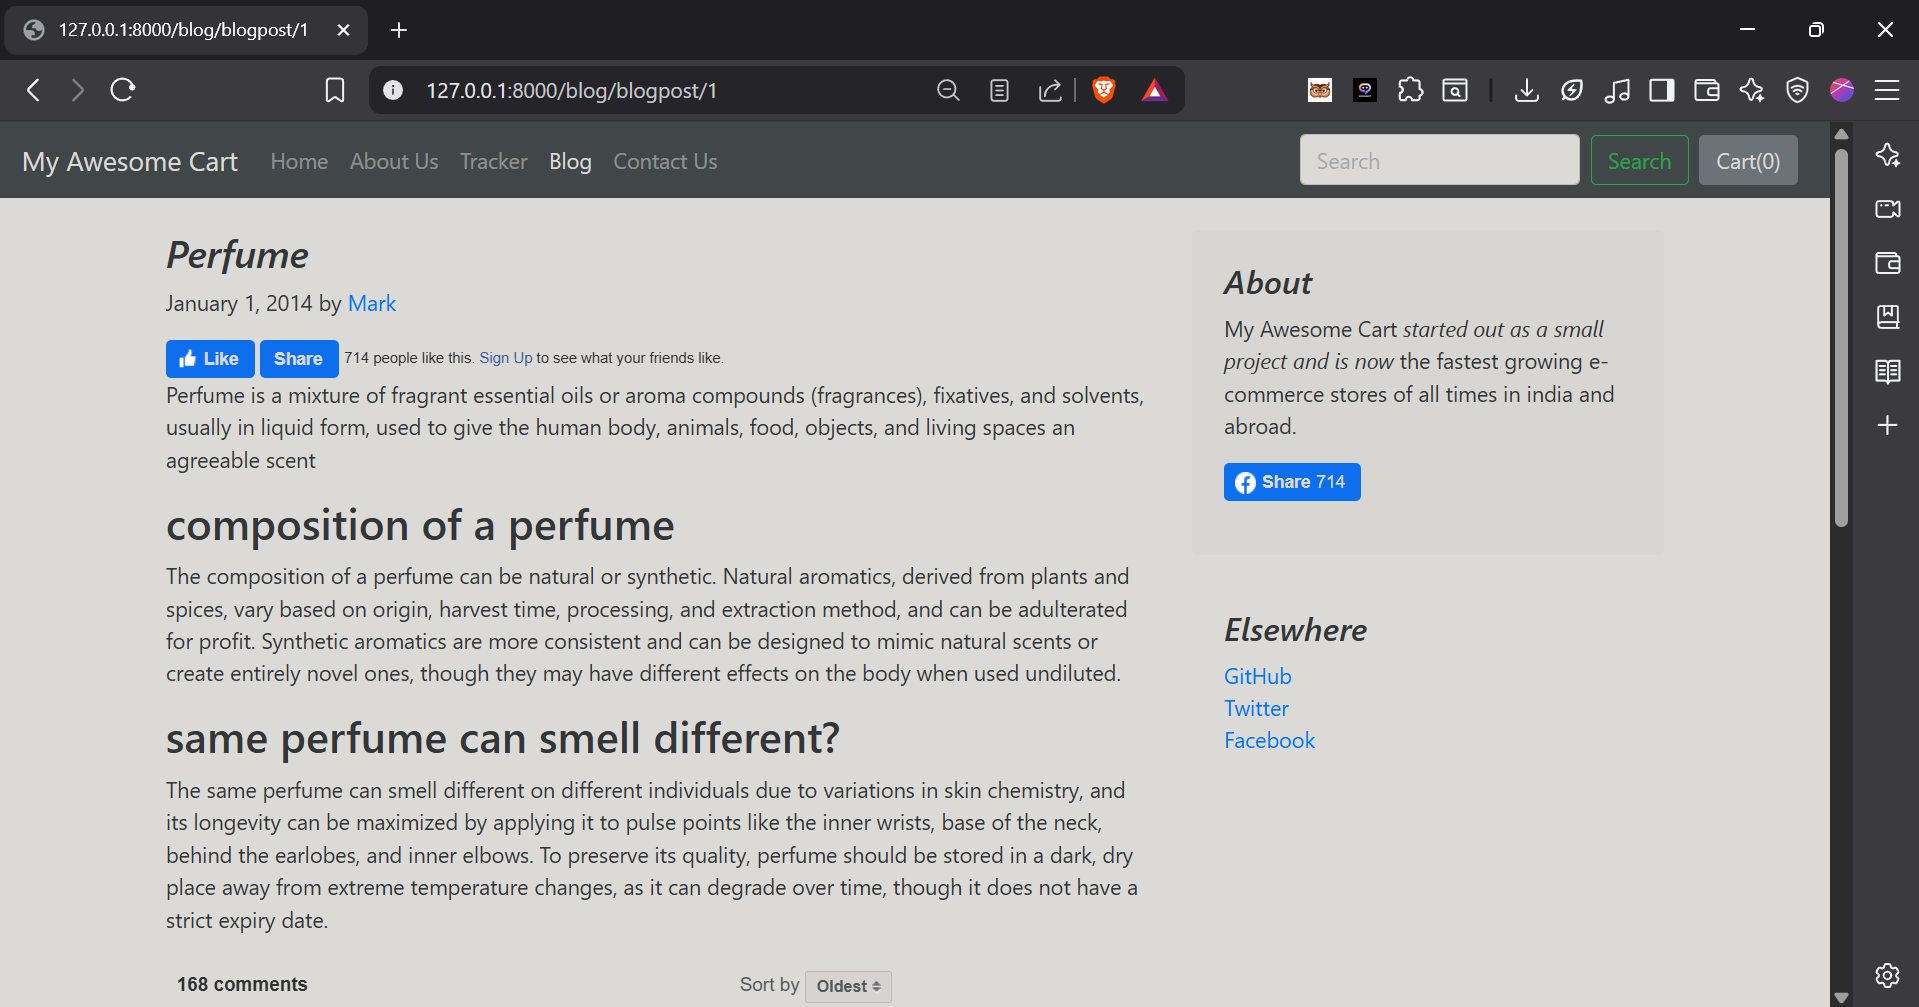 127.0.0.1:8000/blog/blogpost/1
127.0.0.1:8000/blog/blogpost/1
My Awesome Cart Home About Us Tracker Blog Contact Us Search Search Cart(0)
Perfume
January 1, 2014 by Mark
Like Share 714 people like this. Sign Up to see what your friends like.
Perfume is a mixture of fragrant essential oils or aroma compounds (fragrances), fixatives, and solvents,
usually in liquid form, used to give the human body, animals, food, objects, and living spaces an
agreeable scent
composition of a perfume
The composition of a perfume can be natural or synthetic. Natural aromatics, derived from plants and
spices, vary based on origin, harvest time, processing, and extraction method, and can be adulterated
for profit. Synthetic aromatics are more consistent and can be designed to mimic natural scents or
create entirely novel ones, though they may have different effects on the body when used undiluted.
same perfume can smell different?
The same perfume can smell different on different individuals due to variations in skin chemistry, and
its longevity can be maximized by applying it to pulse points like the inner wrists, base of the neck,
behind the earlobes, and inner elbows. To preserve its quality, perfume should be stored in a dark, dry
place away from extreme temperature changes, as it can degrade over time, though it does not have a
strict expiry date.
168 comments Sort by Oldest
About
My Awesome Cart started out as a small
project and is now the fastest growing e-
commerce stores of all times in india and
abroad.
Share 714
Elsewhere
GitHub
Twitter
Facebook